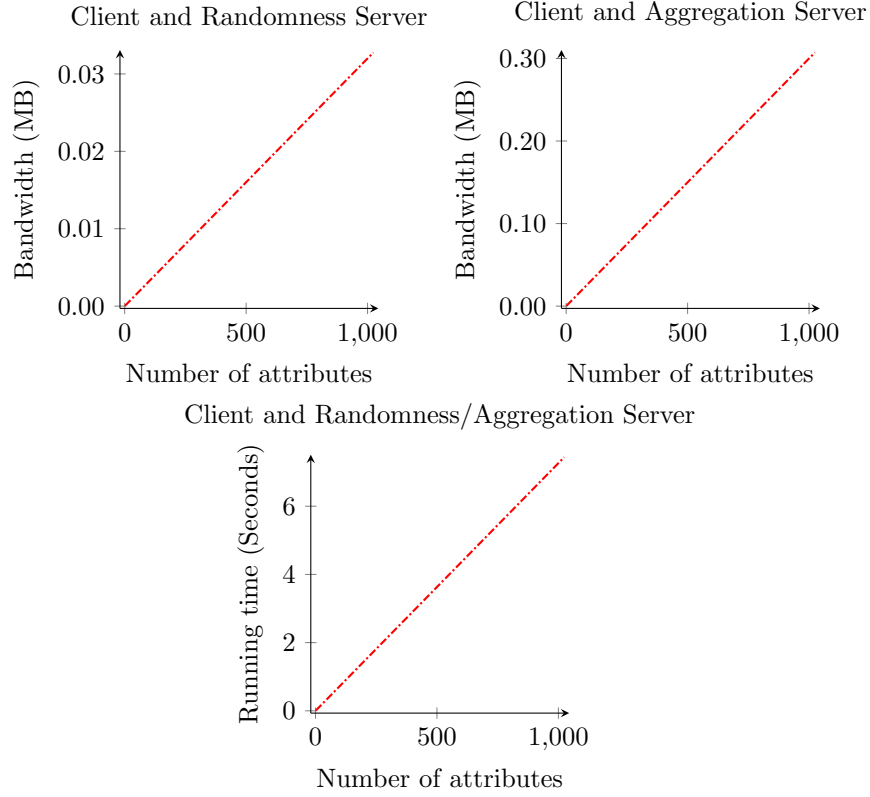 Client and Randomness Server
Bandwidth (MB)
0.03
0.02
0.01
0.00
0 500 1,000
Number of attributes
Client and Aggregation Server
Bandwidth (MB)
0.30
0.20
0.10
0.00
0 500 1,000
Number of attributes
Client and Randomness/Aggregation Server
Running time (Seconds)
6
4
2
0
0 500 1,000
Number of attributes